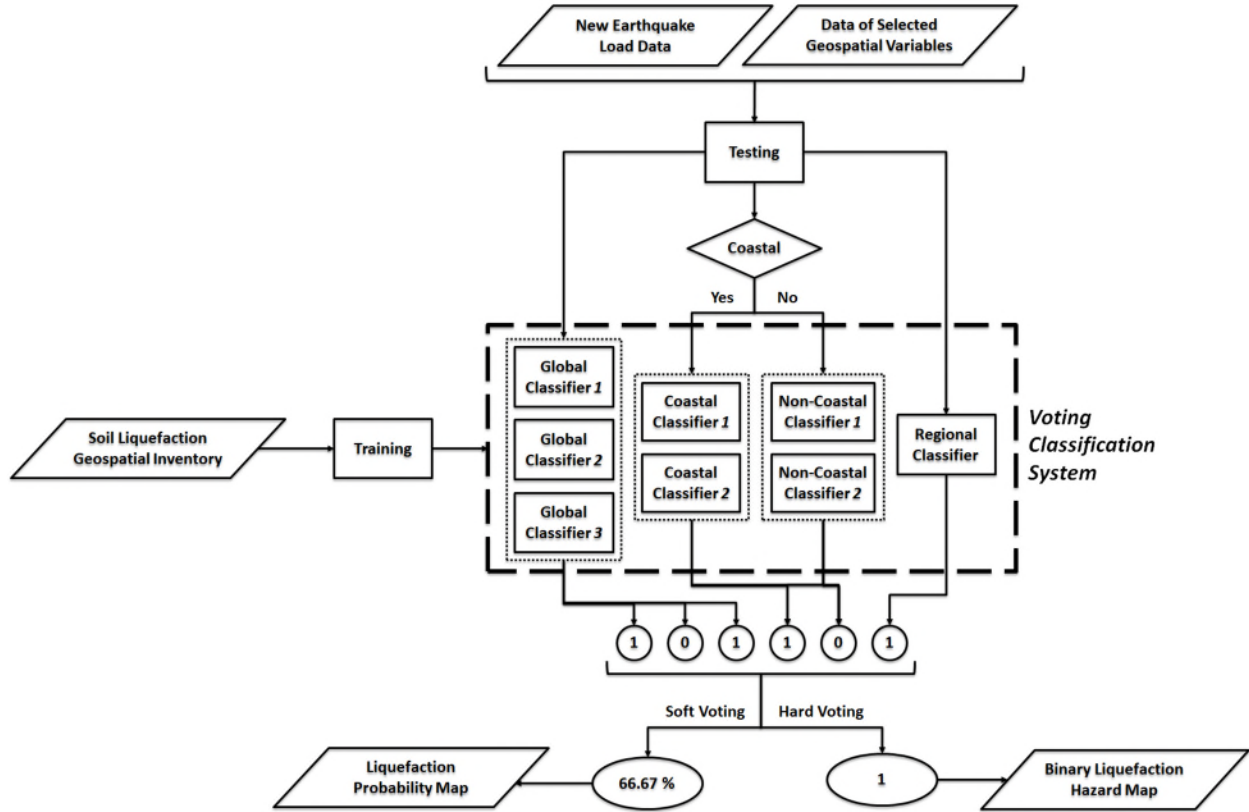 New Earthquake
Load Data
Data of Selected
Geospatial Variables
Testing
Coastal
Yes
No
Global
Classifier 1
Global
Classifier 2
Global
Classifier 3
Coastal
Classifier 1
Coastal
Classifier 2
Non-Coastal
Classifier 1
Non-Coastal
Classifier 2
Regional
Classifier
Voting
Classification
System
Soil Liquefaction
Geospatial Inventory
Training
1 0 1 1 0 1
Soft Voting
Hard Voting
Liquefaction
Probability Map
66.67 %
1
Binary Liquefaction
Hazard Map